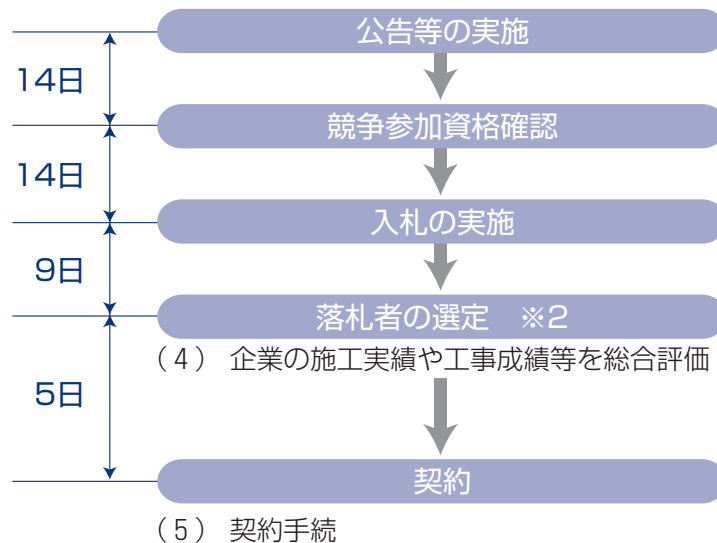 公告等の実施
14日
競争参加資格確認
14日
入札の実施
9日
落札者の選定　※2
（4） 企業の施工実績や工事成績等を総合評価
5日
契約
（5） 契約手続